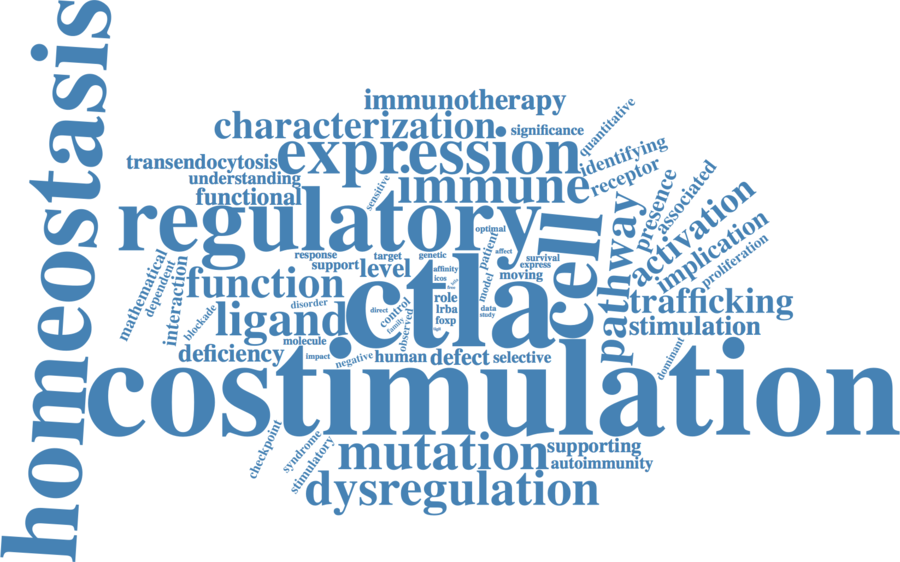 homeostasis
immunotherapy
characterization
significance
quantitative
expression
transendocytosis
understanding
functional
sensitive
immune
identifying
receptor
regulatory
optimal
patient
cell
pathway
presence
associated
activation
implication
proliferation
mathematical
dependent
interaction
response
support
target
level
genetic
affect
survival
express
moving
function
ctla
affinity
icos
role
lrba
foxp
model
data
study
trafficking
stimulation
blockade
ligand
disorder
direct
control
family
observed
molecule
deficiency
impact
negative
human
defect
selective
dominant
costimulation
checkpoint
syndrome
stimulatory
mutation
supporting
autoimmunity
dysregulation